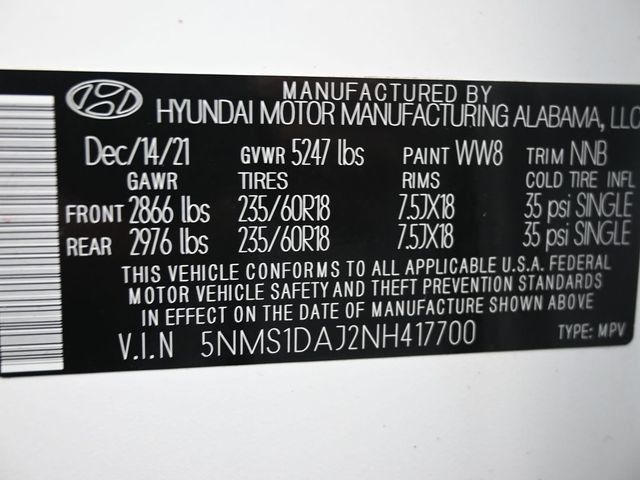 MANUFACTURED BY
HYUNDAI MOTOR MANUFACTURING ALABAMA, LLC
Dec/14/21 GVWR 5247 lbs PAINT WW8 TRIM NNB
GAWR TIRES RIMS COLD TIRE INFL
FRONT 2866 lbs 235/60R18 7.5JX18 35 psi SINGLE
REAR 2976 lbs 235/60R18 7.5JX18 35 psi SINGLE
THIS VEHICLE CONFORMS TO ALL APPLICABLE U.S.A. FEDERAL
MOTOR VEHICLE SAFETY AND THEFT PREVENTION STANDARDS
IN EFFECT ON THE DATE OF MANUFACTURE SHOWN ABOVE
V.I.N 5NMS1DAJ2NH417700 TYPE: MPV